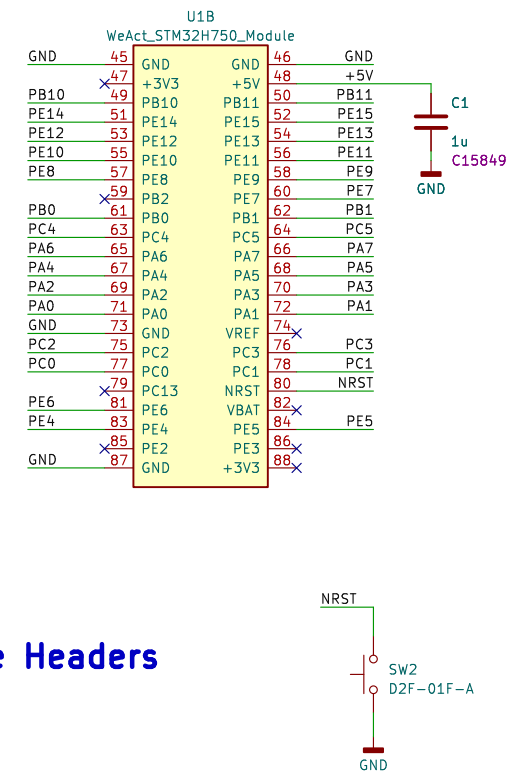 U1B
WeAct_STM32H750_Module
GND 45 GND GND 46 GND
47 +3V3 +5V 48 +5V
PB10 49 PB10 PB11 50 PB11
PE14 51 PE14 PE15 52 PE15
PE12 53 PE12 PE13 54 PE13
PE10 55 PE10 PE11 56 PE11
PE8 57 PE8 PE9 58 PE9
59 PB2 PE7 60 PE7
PB0 61 PB0 PB1 62 PB1
PC4 63 PC4 PC5 64 PC5
PA6 65 PA6 PA7 66 PA7
PA4 67 PA4 PA5 68 PA5
PA2 69 PA2 PA3 70 PA3
PA0 71 PA0 PA1 72 PA1
GND 73 GND VREF 74
PC2 75 PC2 PC3 76 PC3
PC0 77 PC0 PC1 78 PC1
79 PC13 NRST 80 NRST
PE6 81 PE6 VBAT 82
PE4 83 PE4 PE5 84 PE5
85 PE2 PE3 86
GND 87 GND +3V3 88
C1
1u
C15849
GND
NRST
e Headers
SW2
D2F-01F-A
GND